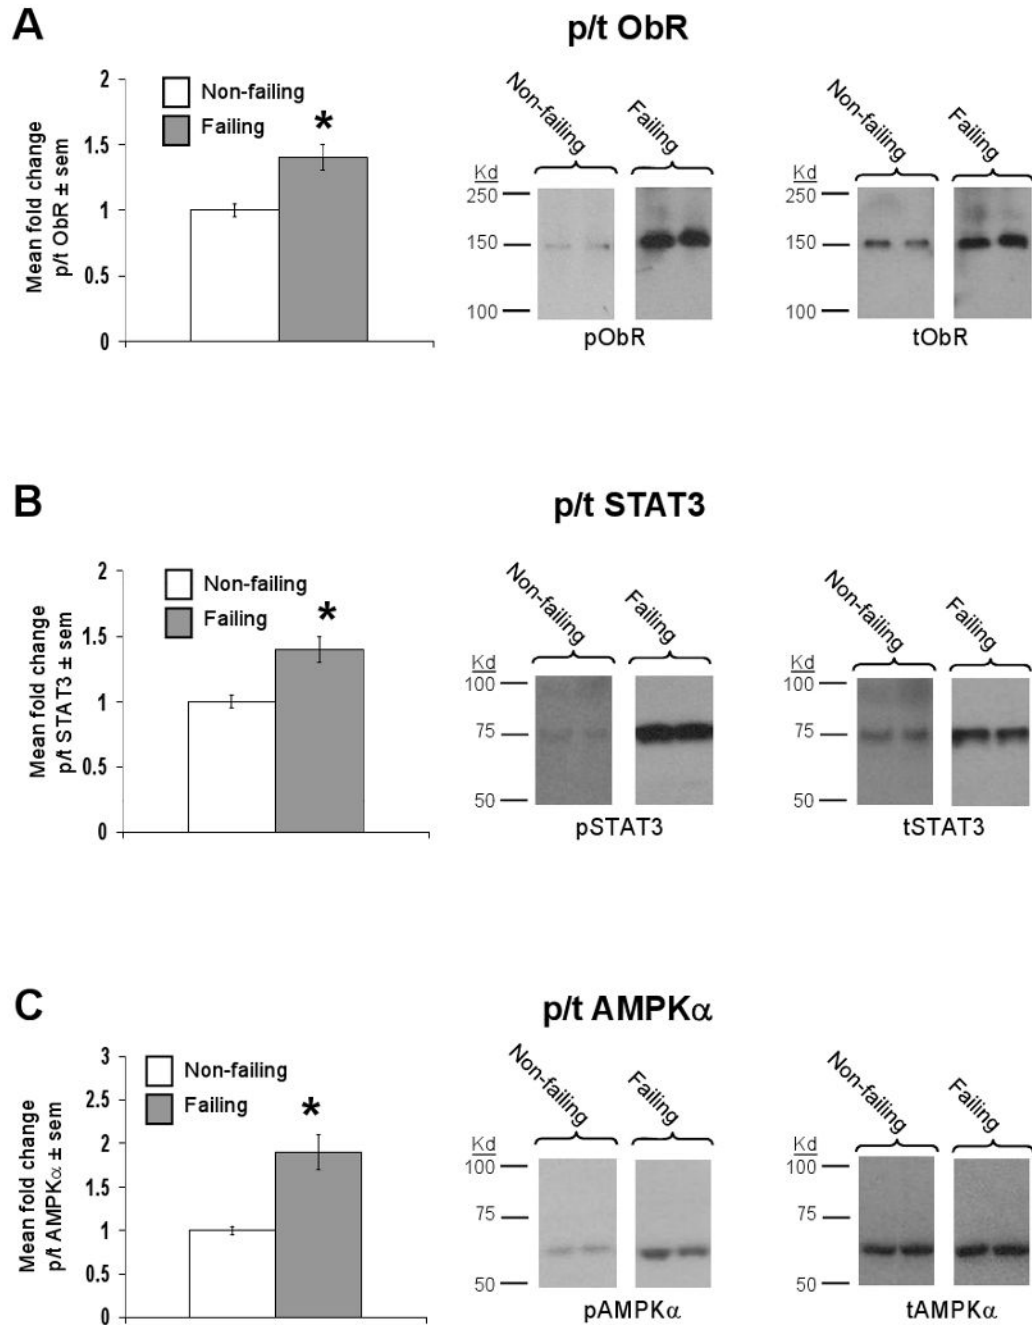 A
p/t ObR
Mean fold change
p/t ObR ± sem
2
1.5
1
0.5
0
Non-failing
Failing
*
Non-failing
Failing
Kd
250
150
100
pObR
Non-failing
Failing
Kd
250
150
100
tObR
B
p/t STAT3
Mean fold change
p/t STAT3 ± sem
2
1.5
1
0.5
0
Non-failing
Failing
*
Non-failing
Failing
Kd
100
75
50
pSTAT3
Non-failing
Failing
Kd
100
75
50
tSTAT3
C
p/t AMPKα
Mean fold change
p/t AMPKα ± sem
3
2.5
2
1.5
1
0.5
0
Non-failing
Failing
*
Non-failing
Failing
Kd
100
75
50
pAMPKα
Non-failing
Failing
Kd
100
75
50
tAMPKα